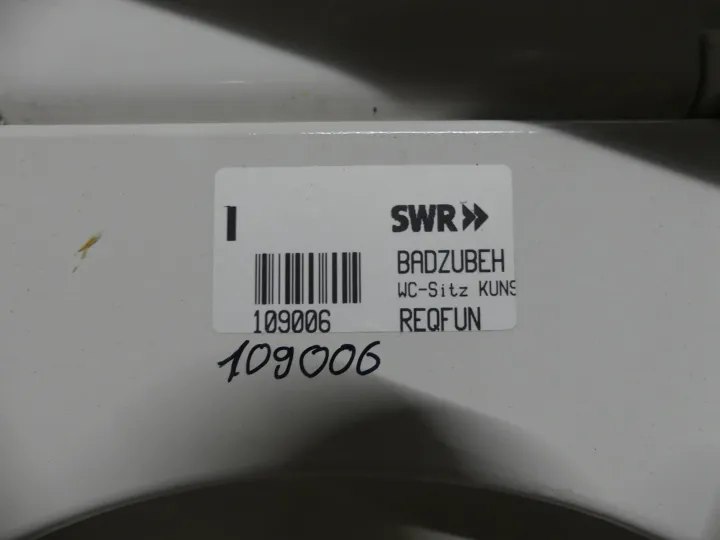 SWR
BADZUBEH
WC-Sitz KUNS
109006 REQFUN
109006